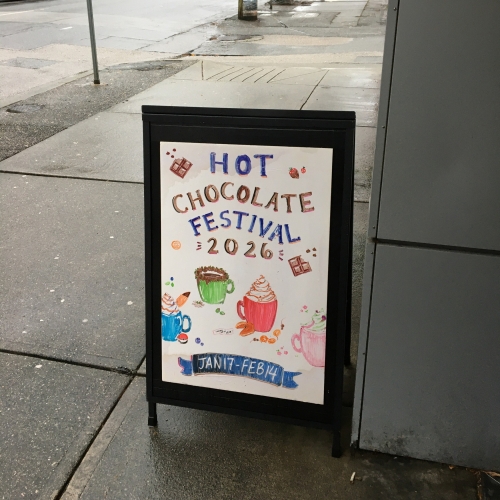 HOT
CHOCOLATE
FESTIVAL
2026
JAN17-FEB14